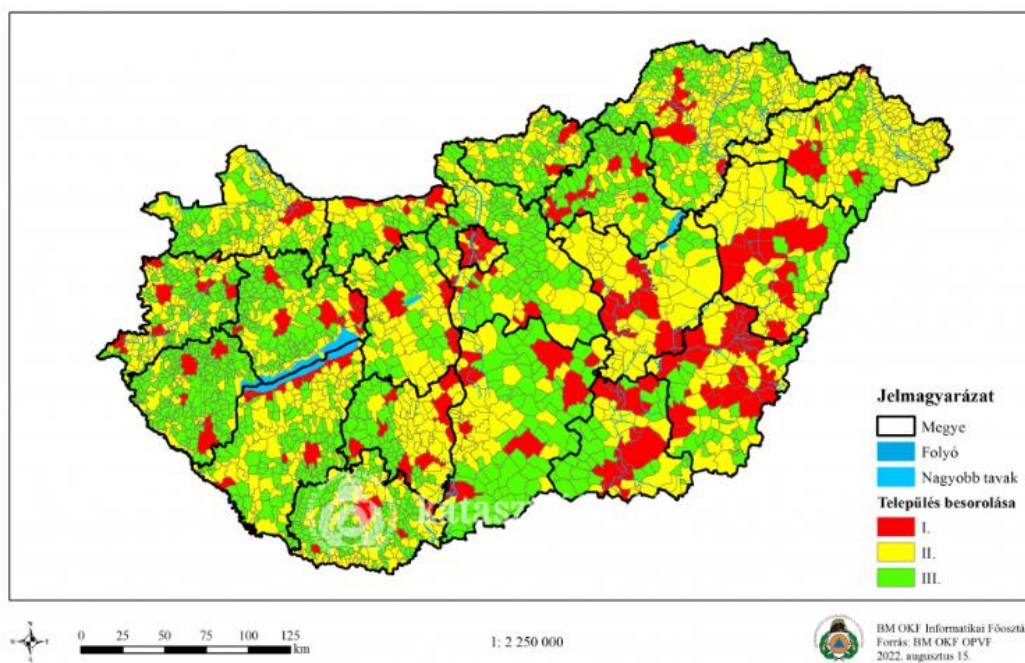 Jelmagyarázat
Megye
Folyó
Nagyobb tavak
Település besorolása
I.
II.
III.
N
0 25 50 75 100 125
km
1: 2 250 000
BM OKF Informatikai Főosztá
Forrás: BM OKF OPVF
2022. augusztus 15.